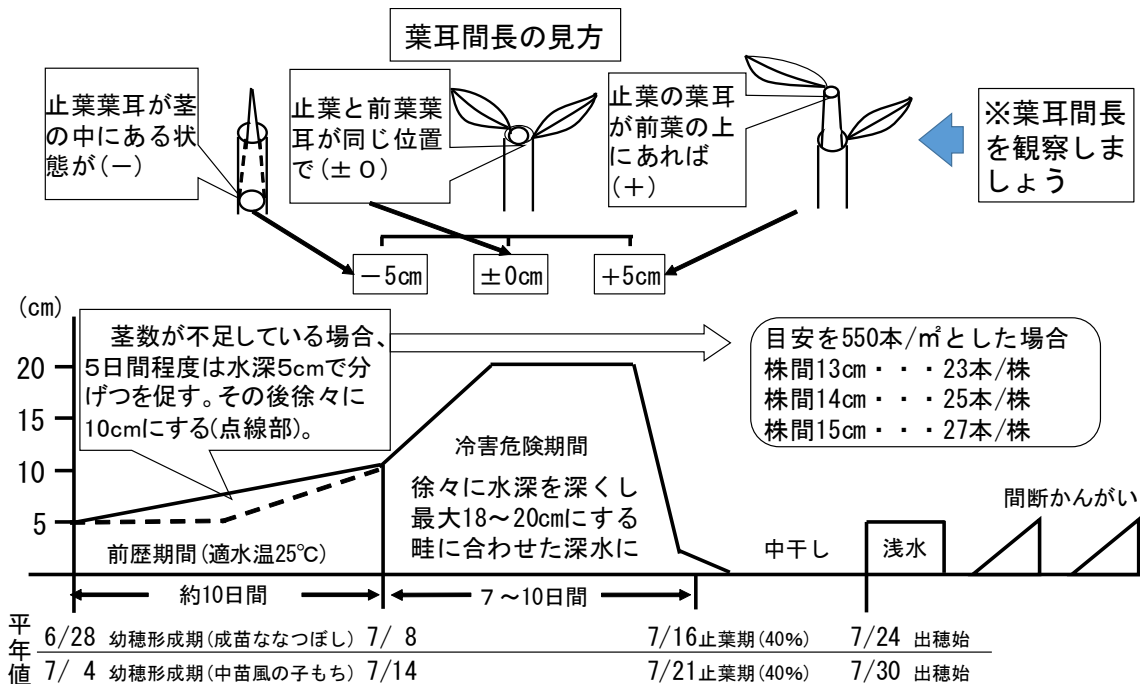 葉耳間長の見方
止葉葉耳が茎
の中にある状
態が(－)
止葉と前葉葉
耳が同じ位置
で(±０)
止葉の葉耳
が前葉の上
にあれば
(＋)
※葉耳間長
を観察しま
しょう
－5cm
±0cm
＋5cm
(cm)
20
15
10
5
茎数が不足している場合、
5日間程度は水深5cmで分
げつを促す。その後徐々に
10cmにする(点線部)。
目安を550本/㎡とした場合
株間13cm・・・23本/株
株間14cm・・・25本/株
株間15cm・・・27本/株
冷害危険期間
徐々に水深を深くし
最大18～20cmにする
畦に合わせた深水に
前歴期間(適水温25℃)
中干し
浅水
間断かんがい
約10日間
７～10日間
平年値
6/28 幼穂形成期(成苗ななつぼし) 7/ 8 7/16止葉期(40%) 7/24 出穂始
7/ 4 幼穂形成期(中苗風の子もち) 7/14 7/21止葉期(40%) 7/30 出穂始